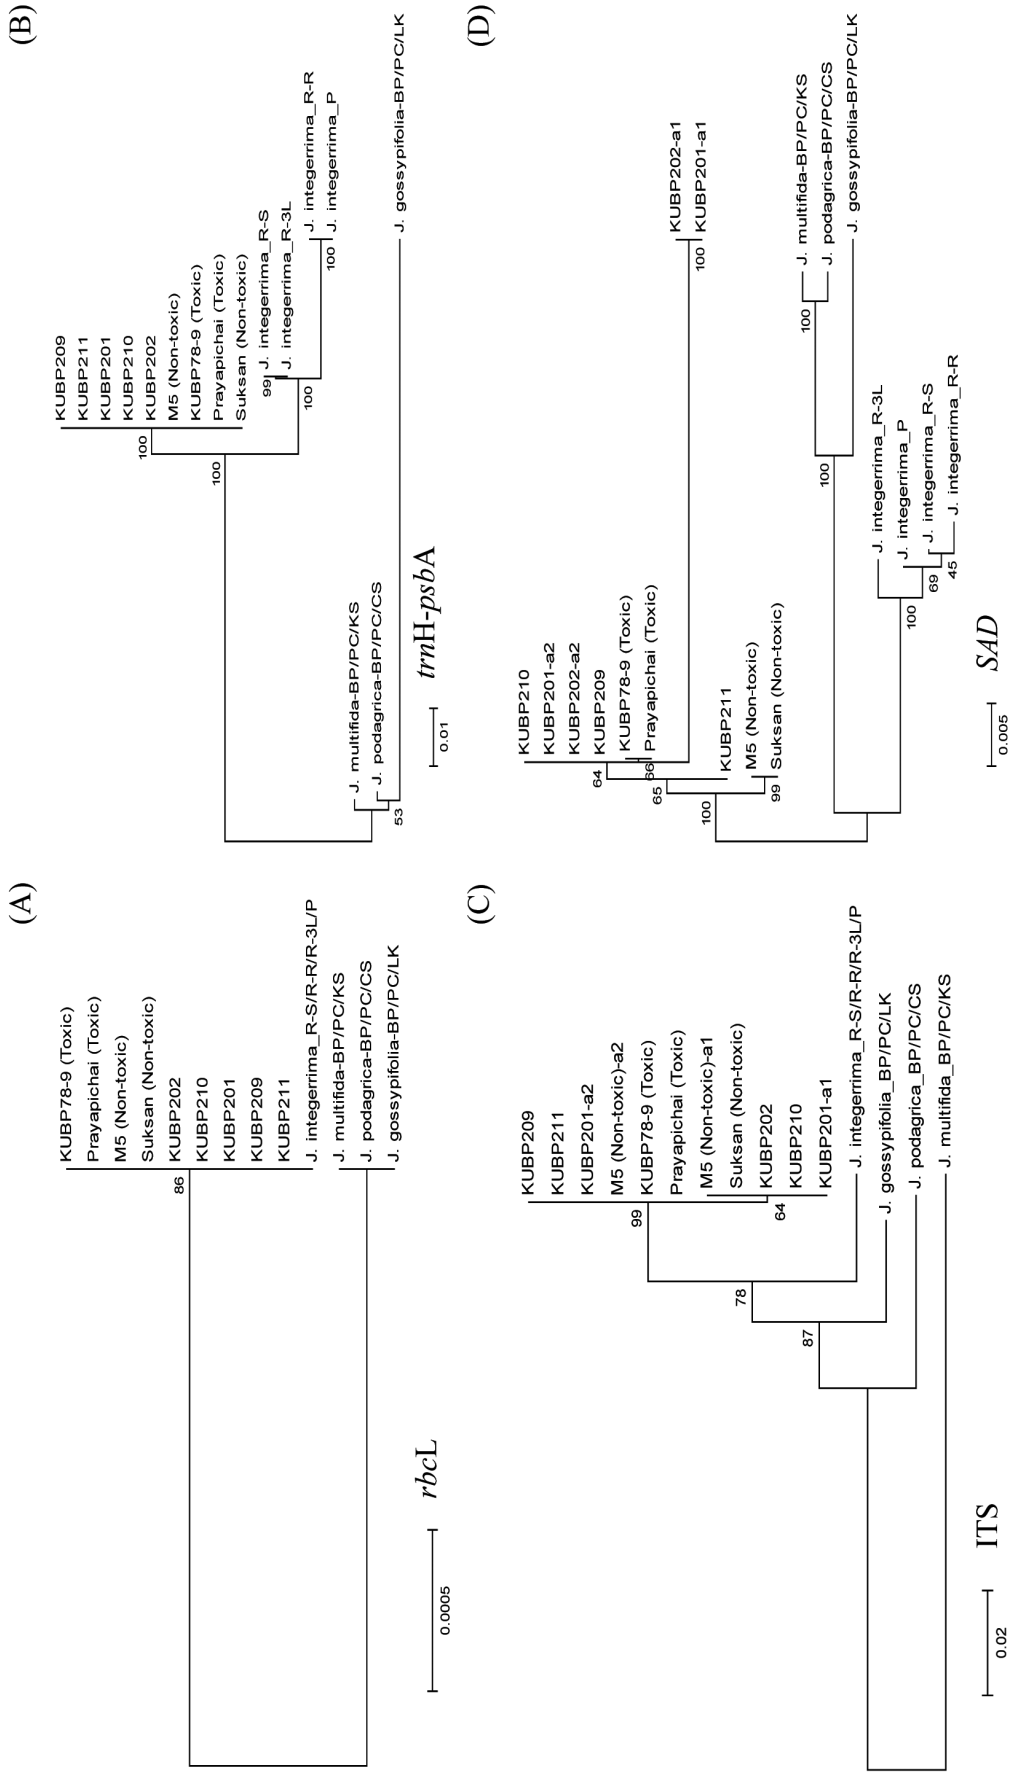 (A)
KUBP78-9 (Toxic)
Prayapichai (Toxic)
M5 (Non-toxic)
Suksan (Non-toxic)
KUBP202
KUBP210
KUBP201
KUBP209
KUBP211
J. integerrima_R-S/R-R/R-3L/P
J. multifida-BP/PC/KS
J. podagrica-BP/PC/CS
J. gossypifolia-BP/PC/LK
86
0.0005
rbcL
(B)
KUBP209
KUBP211
KUBP201
KUBP210
KUBP202
M5 (Non-toxic)
KUBP78-9 (Toxic)
Prayapichai (Toxic)
Suksan (Non-toxic)
J. integerrima_R-S
J. integerrima_R-3L
J. integerrima_R-R
J. integerrima_P
J. multifida-BP/PC/KS
J. podagrica-BP/PC/CS
J. gossypifolia-BP/PC/LK
100
100
99
100
100
53
0.01
trnH-psbA
(C)
KUBP209
KUBP211
KUBP201-a2
M5 (Non-toxic)-a2
KUBP78-9 (Toxic)
Prayapichai (Toxic)
M5 (Non-toxic)-a1
Suksan (Non-toxic)
KUBP202
KUBP210
KUBP201-a1
J. integerrima_R-S/R-R/R-3L/P
J. gossypifolia_BP/PC/LK
J. podagrica_BP/PC/CS
J. multifida_BP/PC/KS
99
64
78
87
0.02
ITS
(D)
KUBP210
KUBP201-a2
KUBP202-a2
KUBP209
KUBP78-9 (Toxic)
Prayapichai (Toxic)
KUBP202-a1
KUBP201-a1
KUBP211
M5 (Non-toxic)
Suksan (Non-toxic)
J. multifida-BP/PC/KS
J. podagrica-BP/PC/CS
J. gossypifolia-BP/PC/LK
J. integerrima_R-3L
J. integerrima_P
J. integerrima_R-S
J. integerrima_R-R
64
66
100
65
100
99
100
100
100
69
45
0.005
SAD